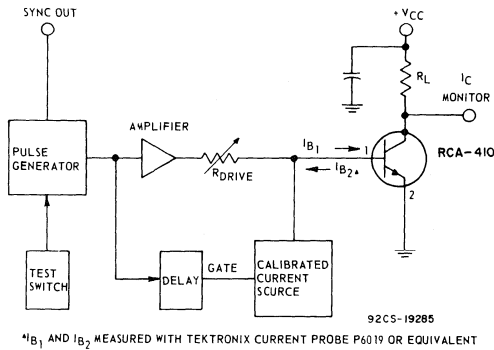 SYNC OUT
+ VCC
RL
IC
MONITOR
AMPLIFIER
PULSE
GENERATOR
RDRIVE
IB1
IB2▲
1
2
RCA-410
TEST
SWITCH
DELAY
GATE
CALIBRATED
CURRENT
SOURCE
92CS-19285
▲IB1 AND IB2 MEASURED WITH TEKTRONIX CURRENT PROBE P6019 OR EQUIVALENT